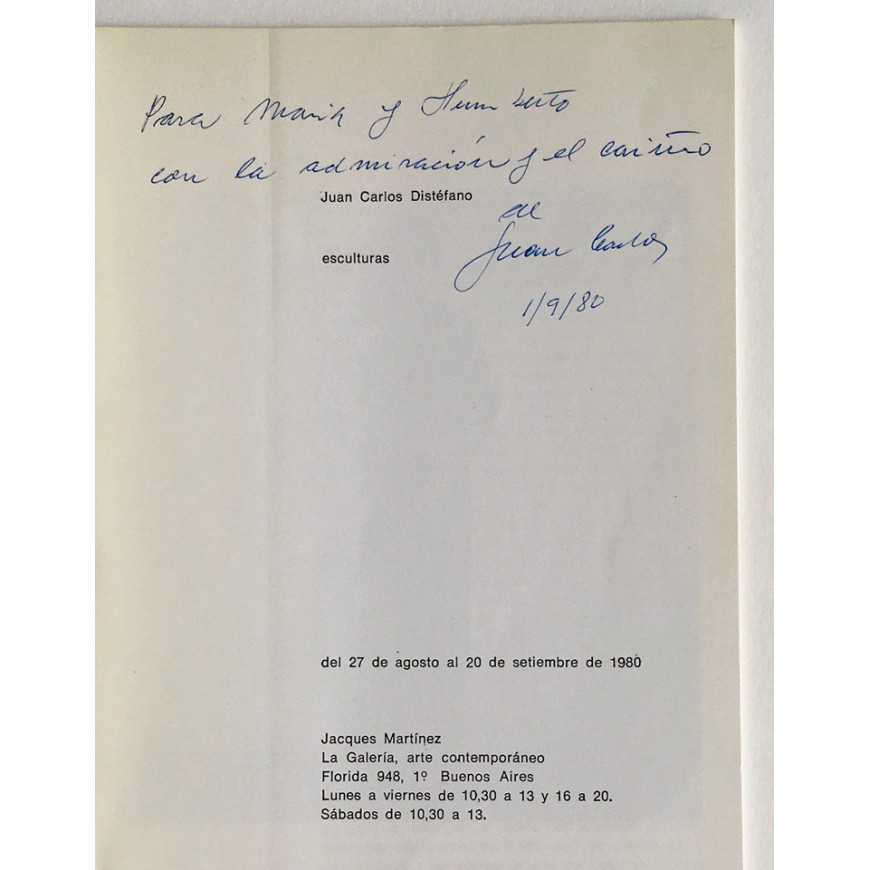 Para María y Humberto
con la admiración y el cariño
Juan Carlos Distéfano
de
esculturas
Juan Carlos
1/9/80
del 27 de agosto al 20 de setiembre de 1980
Jacques Martínez
La Galería, arte contemporáneo
Florida 948, 1º Buenos Aires
Lunes a viernes de 10,30 a 13 y 16 a 20.
Sábados de 10,30 a 13.